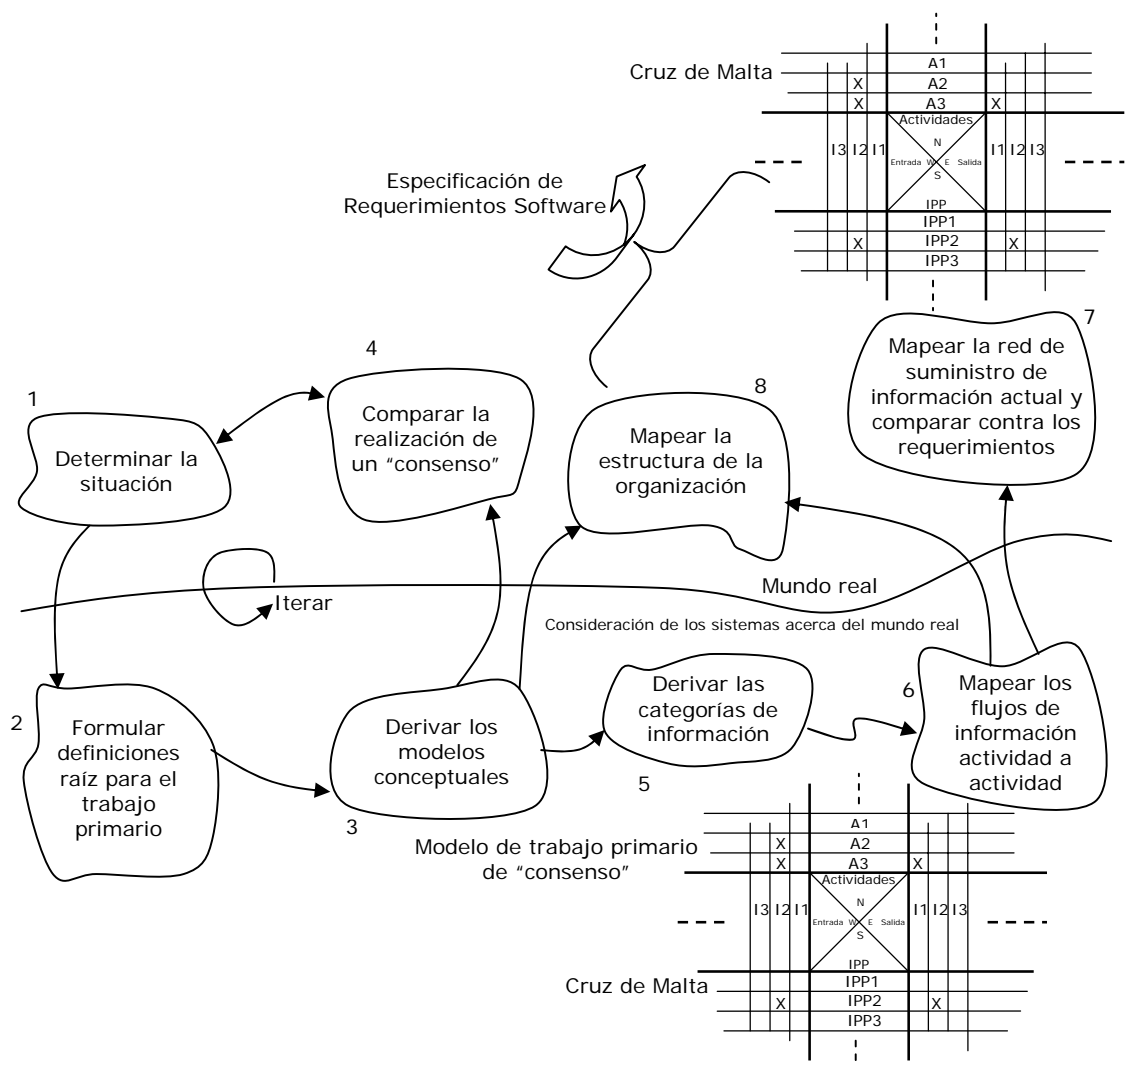 Cruz de Malta
A1
X A2
X A3 X
Actividades
I3 I2 I1 Entrada N W E S Salida I1 I2 I3
IPP
IPP1
X IPP2 X
IPP3
Especificación de
Requerimientos Software
7
Mapear la red de
suministro de
información actual y
comparar contra los
requerimientos
4
Comparar la
realización de
un “consenso”
8
Mapear la
estructura de la
organización
1
Determinar la
situación
Mundo real
Iterar
Consideración de los sistemas acerca del mundo real
2
Formular
definiciones
raíz para el
trabajo
primario
3
Derivar los
modelos
conceptuales
5
Derivar las
categorías de
información
6
Mapear los
flujos de
información
actividad a
actividad
Modelo de trabajo primario
de “consenso”
A1
X A2
X A3 X
Actividades
I3 I2 I1 Entrada N W E S Salida I1 I2 I3
IPP
Cruz de Malta
IPP1
X IPP2 X
IPP3